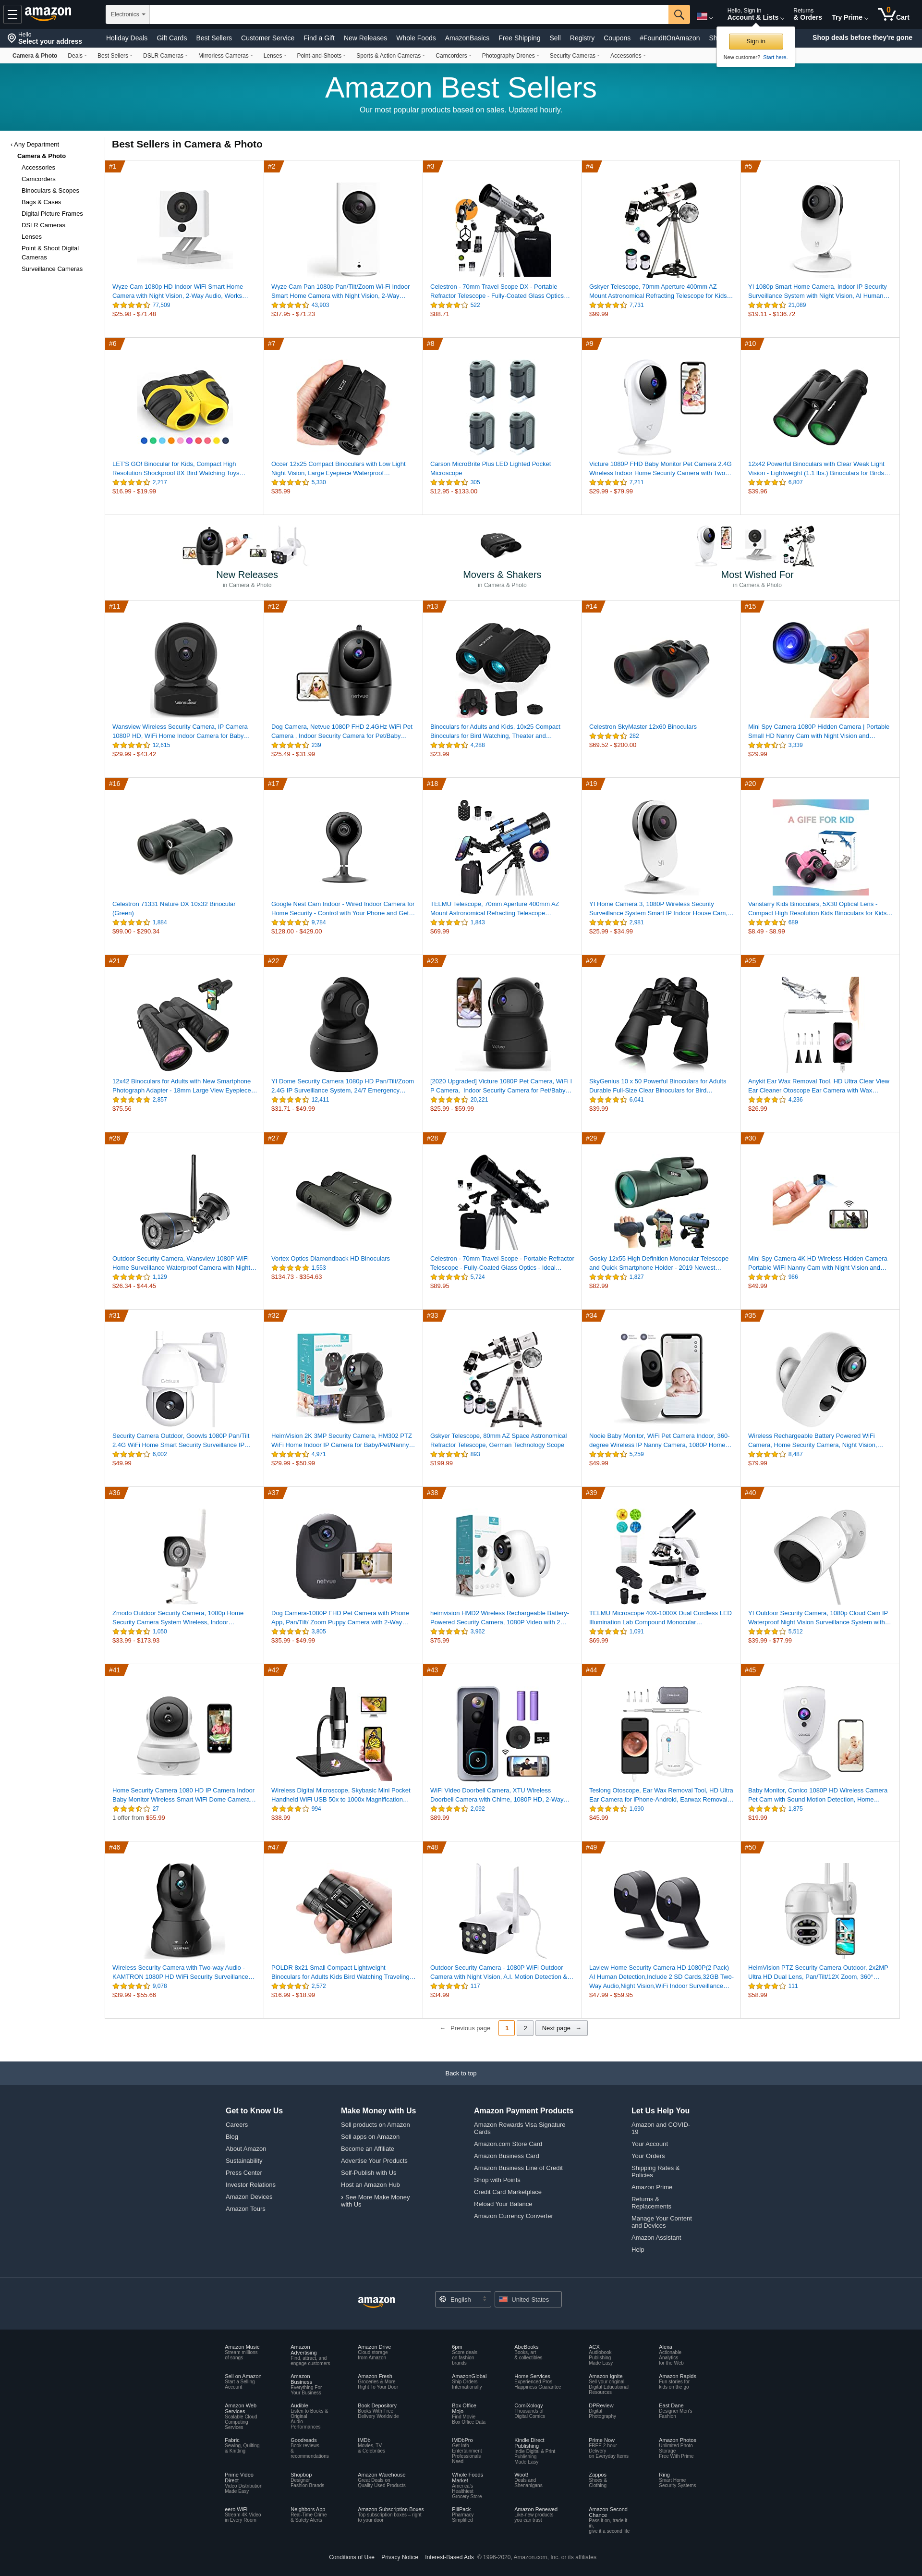 amazon
Electronics
Hello, Sign in
Account & Lists
Returns
& Orders
Try Prime
0
Cart
Hello
Select your address
Holiday Deals Gift Cards Best Sellers Customer Service Find a Gift New Releases Whole Foods AmazonBasics Free Shipping Sell Registry Coupons #FoundItOnAmazon
Shop deals before they're gone
Sign in
New customer? Start here.
Camera & Photo Deals Best Sellers DSLR Cameras Mirrorless Cameras Lenses Point-and-Shoots Sports & Action Cameras Camcorders Photography Drones Security Cameras Accessories
Amazon Best Sellers
Our most popular products based on sales. Updated hourly.
‹ Any Department
Camera & Photo
Accessories
Camcorders
Binoculars & Scopes
Bags & Cases
Digital Picture Frames
DSLR Cameras
Lenses
Point & Shoot Digital
Cameras
Surveillance Cameras
Best Sellers in Camera & Photo
#1
Wyze Cam 1080p HD Indoor WiFi Smart Home
Camera with Night Vision, 2-Way Audio, Works…
77,509
$25.98 - $71.48
#2
Wyze Cam Pan 1080p Pan/Tilt/Zoom Wi-Fi Indoor
Smart Home Camera with Night Vision, 2-Way…
43,903
$37.95 - $71.23
#3
Celestron - 70mm Travel Scope DX - Portable
Refractor Telescope - Fully-Coated Glass Optics…
522
$88.71
#4
Gskyer Telescope, 70mm Aperture 400mm AZ
Mount Astronomical Refracting Telescope for Kids…
7,731
$99.99
#5
YI 1080p Smart Home Camera, Indoor IP Security
Surveillance System with Night Vision, AI Human…
21,089
$19.11 - $136.72
#6
LET'S GO! Binocular for Kids, Compact High
Resolution Shockproof 8X Bird Watching Toys…
2,217
$16.99 - $19.99
#7
Occer 12x25 Compact Binoculars with Low Light
Night Vision, Large Eyepiece Waterproof…
5,330
$35.99
#8
Carson MicroBrite Plus LED Lighted Pocket
Microscope
305
$12.95 - $133.00
#9
Victure 1080P FHD Baby Monitor Pet Camera 2.4G
Wireless Indoor Home Security Camera with Two…
7,211
$29.99 - $79.99
#10
12x42 Powerful Binoculars with Clear Weak Light
Vision - Lightweight (1.1 lbs.) Binoculars for Birds…
6,807
$39.96
New Releases
in Camera & Photo
Movers & Shakers
in Camera & Photo
Most Wished For
in Camera & Photo
#11
Wansview Wireless Security Camera, IP Camera
1080P HD, WiFi Home Indoor Camera for Baby…
12,615
$29.99 - $43.42
#12
Dog Camera, Netvue 1080P FHD 2.4GHz WiFi Pet
Camera , Indoor Security Camera for Pet/Baby…
239
$25.49 - $31.99
#13
Binoculars for Adults and Kids, 10x25 Compact
Binoculars for Bird Watching, Theater and…
4,288
$23.99
#14
Celestron SkyMaster 12x60 Binoculars
282
$69.52 - $200.00
#15
Mini Spy Camera 1080P Hidden Camera | Portable
Small HD Nanny Cam with Night Vision and…
3,339
$29.99
#16
Celestron 71331 Nature DX 10x32 Binocular
(Green)
1,884
$99.00 - $290.34
#17
Google Nest Cam Indoor - Wired Indoor Camera for
Home Security - Control with Your Phone and Get…
9,784
$128.00 - $429.00
#18
TELMU Telescope, 70mm Aperture 400mm AZ
Mount Astronomical Refracting Telescope…
1,843
$69.99
#19
YI Home Camera 3, 1080P Wireless Security
Surveillance System Smart IP Indoor House Cam,…
2,981
$25.99 - $34.99
#20
A GIFE FOR KID
Vanstarry Kids Binoculars, 5X30 Optical Lens -
Compact High Resolution Kids Binoculars for Kids…
689
$8.49 - $8.99
#21
12x42 Binoculars for Adults with New Smartphone
Photograph Adapter - 18mm Large View Eyepiece…
2,857
$75.56
#22
YI Dome Security Camera 1080p HD Pan/Tilt/Zoom
2.4G IP Surveillance System, 24/7 Emergency…
12,411
$31.71 - $49.99
#23
[2020 Upgraded] Victure 1080P Pet Camera, WiFi I
P Camera, Indoor Security Camera for Pet/Baby…
20,221
$25.99 - $59.99
#24
SkyGenius 10 x 50 Powerful Binoculars for Adults
Durable Full-Size Clear Binoculars for Bird…
6,041
$39.99
#25
Anykit Ear Wax Removal Tool, HD Ultra Clear View
Ear Cleaner Otoscope Ear Camera with Wax…
4,236
$26.99
#26
Outdoor Security Camera, Wansview 1080P WiFi
Home Surveillance Waterproof Camera with Night…
1,129
$26.34 - $44.45
#27
Vortex Optics Diamondback HD Binoculars
1,553
$134.73 - $354.63
#28
Celestron - 70mm Travel Scope - Portable Refractor
Telescope - Fully-Coated Glass Optics - Ideal…
5,724
$89.95
#29
Gosky 12x55 High Definition Monocular Telescope
and Quick Smartphone Holder - 2019 Newest…
1,827
$82.99
#30
Mini Spy Camera 4K HD Wireless Hidden Camera
Portable WiFi Nanny Cam with Night Vision and…
986
$49.99
#31
Security Camera Outdoor, Goowls 1080P Pan/Tilt
2.4G WiFi Home Smart Security Surveillance IP…
6,002
$49.99
#32
HeimVision 2K 3MP Security Camera, HM302 PTZ
WiFi Home Indoor IP Camera for Baby/Pet/Nanny…
4,971
$29.99 - $50.99
#33
Gskyer Telescope, 80mm AZ Space Astronomical
Refractor Telescope, German Technology Scope
893
$199.99
#34
Nooie Baby Monitor, WiFi Pet Camera Indoor, 360-
degree Wireless IP Nanny Camera, 1080P Home…
5,259
$49.99
#35
Wireless Rechargeable Battery Powered WiFi
Camera, Home Security Camera, Night Vision,…
8,487
$79.99
#36
Zmodo Outdoor Security Camera, 1080p Home
Security Camera System Wireless, Indoor…
1,050
$33.99 - $173.93
#37
Dog Camera-1080P FHD Pet Camera with Phone
App, Pan/Tilt/ Zoom Puppy Camera with 2-Way…
3,805
$35.99 - $49.99
#38
heimvision HMD2 Wireless Rechargeable Battery-
Powered Security Camera, 1080P Video with 2…
3,962
$75.99
#39
TELMU Microscope 40X-1000X Dual Cordless LED
Illumination Lab Compound Monocular…
1,091
$69.99
#40
YI Outdoor Security Camera, 1080p Cloud Cam IP
Waterproof Night Vision Surveillance System with…
5,512
$39.99 - $77.99
#41
Home Security Camera 1080 HD IP Camera Indoor
Baby Monitor Wireless Smart WiFi Dome Camera…
27
1 offer from $55.99
#42
Wireless Digital Microscope, Skybasic Mini Pocket
Handheld WiFi USB 50x to 1000x Magnification…
994
$38.99
#43
WiFi Video Doorbell Camera, XTU Wireless
Doorbell Camera with Chime, 1080P HD, 2-Way…
2,092
$89.99
#44
Teslong Otoscope, Ear Wax Removal Tool, HD Ultra
Ear Camera for iPhone-Android, Earwax Removal…
1,690
$45.99
#45
Baby Monitor, Conico 1080P HD Wireless Camera
Pet Cam with Sound Motion Detection, Home…
1,875
$19.99
#46
Wireless Security Camera with Two-way Audio -
KAMTRON 1080P HD WiFi Security Surveillance…
9,078
$39.99 - $55.66
#47
POLDR 8x21 Small Compact Lightweight
Binoculars for Adults Kids Bird Watching Traveling…
2,572
$16.99 - $18.99
#48
Outdoor Security Camera - 1080P WiFi Outdoor
Camera with Night Vision, A.I. Motion Detection &…
117
$34.99
#49
Laview Home Security Camera HD 1080P(2 Pack)
AI Human Detection,Include 2 SD Cards,32GB Two-
Way Audio,Night Vision,WiFi Indoor Surveillance…
$47.99 - $59.95
#50
HeimVision PTZ Security Camera Outdoor, 2x2MP
Ultra HD Dual Lens, Pan/Tilt/12X Zoom, 360°…
111
$58.99
← Previous page 1 2 Next page →
Back to top
Get to Know Us
Careers
Blog
About Amazon
Sustainability
Press Center
Investor Relations
Amazon Devices
Amazon Tours
Make Money with Us
Sell products on Amazon
Sell apps on Amazon
Become an Affiliate
Advertise Your Products
Self-Publish with Us
Host an Amazon Hub
› See More Make Money
with Us
Amazon Payment Products
Amazon Rewards Visa Signature
Cards
Amazon.com Store Card
Amazon Business Card
Amazon Business Line of Credit
Shop with Points
Credit Card Marketplace
Reload Your Balance
Amazon Currency Converter
Let Us Help You
Amazon and COVID-
19
Your Account
Your Orders
Shipping Rates &
Policies
Amazon Prime
Returns &
Replacements
Manage Your Content
and Devices
Amazon Assistant
Help
amazon
English
United States
Amazon Music
Stream millions
of songs
Amazon
Advertising
Find, attract, and
engage customers
Amazon Drive
Cloud storage
from Amazon
6pm
Score deals
on fashion
brands
AbeBooks
Books, art
& collectibles
ACX
Audiobook
Publishing
Made Easy
Alexa
Actionable
Analytics
for the Web
Sell on Amazon
Start a Selling
Account
Amazon
Business
Everything For
Your Business
Amazon Fresh
Groceries & More
Right To Your Door
AmazonGlobal
Ship Orders
Internationally
Home Services
Experienced Pros
Happiness Guarantee
Amazon Ignite
Sell your original
Digital Educational
Resources
Amazon Rapids
Fun stories for
kids on the go
Amazon Web
Services
Scalable Cloud
Computing
Services
Audible
Listen to Books &
Original
Audio
Performances
Book Depository
Books With Free
Delivery Worldwide
Box Office
Mojo
Find Movie
Box Office Data
ComiXology
Thousands of
Digital Comics
DPReview
Digital
Photography
East Dane
Designer Men's
Fashion
Fabric
Sewing, Quilting
& Knitting
Goodreads
Book reviews
&
recommendations
IMDb
Movies, TV
& Celebrities
IMDbPro
Get Info
Entertainment
Professionals
Need
Kindle Direct
Publishing
Indie Digital & Print
Publishing
Made Easy
Prime Now
FREE 2-hour
Delivery
on Everyday Items
Amazon Photos
Unlimited Photo
Storage
Free With Prime
Prime Video
Direct
Video Distribution
Made Easy
Shopbop
Designer
Fashion Brands
Amazon Warehouse
Great Deals on
Quality Used Products
Whole Foods
Market
America's
Healthiest
Grocery Store
Woot!
Deals and
Shenanigans
Zappos
Shoes &
Clothing
Ring
Smart Home
Security Systems
eero WiFi
Stream 4K Video
in Every Room
Neighbors App
Real-Time Crime
& Safety Alerts
Amazon Subscription Boxes
Top subscription boxes – right
to your door
PillPack
Pharmacy
Simplified
Amazon Renewed
Like-new products
you can trust
Amazon Second
Chance
Pass it on, trade it
in,
give it a second life
Conditions of Use Privacy Notice Interest-Based Ads © 1996-2020, Amazon.com, Inc. or its affiliates